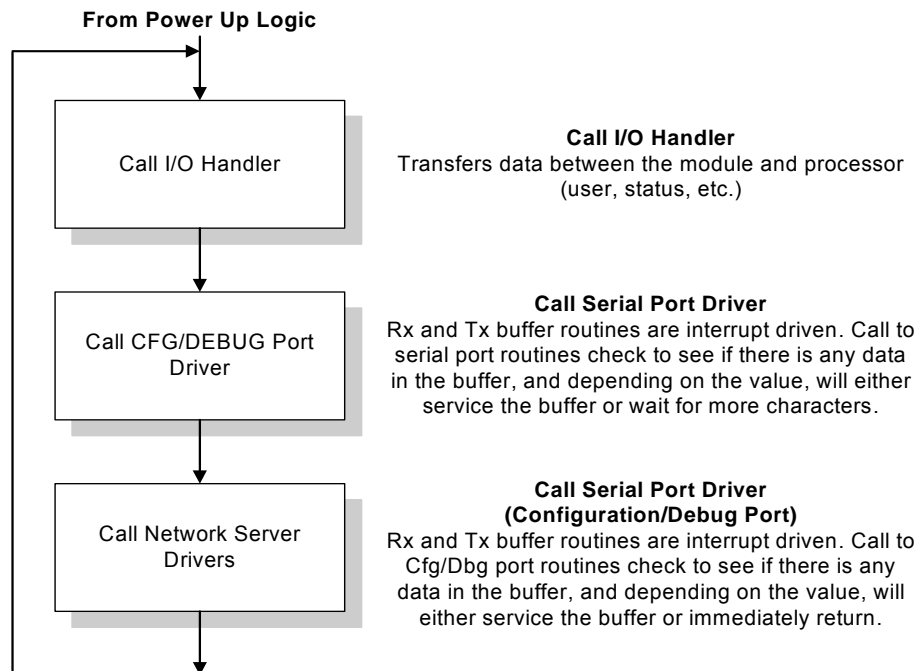 From Power Up Logic
Call I/O Handler
Call I/O Handler
Transfers data between the module and processor
(user, status, etc.)
Call CFG/DEBUG Port
Driver
Call Serial Port Driver
Rx and Tx buffer routines are interrupt driven. Call to
serial port routines check to see if there is any data
in the buffer, and depending on the value, will either
service the buffer or wait for more characters.
Call Network Server
Drivers
Call Serial Port Driver
(Configuration/Debug Port)
Rx and Tx buffer routines are interrupt driven. Call to
Cfg/Dbg port routines check to see if there is any
data in the buffer, and depending on the value, will
either service the buffer or immediately return.